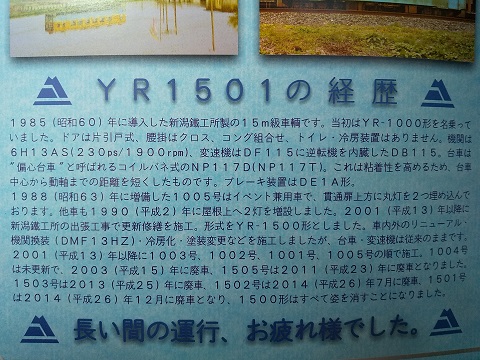 YR1501の経歴
1985（昭和60）年に導入した新潟鐵工所製の15m級車輌です。当初はYR-1000形を名乗って
いました。ドアは片引戸式、腰掛はクロス、コング組合せ、トイレ・冷房装置はありません。機関は
6H13AS(230ps/1900rpm)、変速機はDF115に逆転機を内蔵したDB115。台車は
"偏心台車"と呼ばれるコイルバネ式のNP117D(NP117T)。これは粘着性を高めるため、台車
中心から動軸までの距離を短くしたものです。ブレーキ装置はDE1A形。
1988（昭和63）年に増備した1005号はイベント兼用車で、貫通扉上方に丸灯を2つ埋め込んで
おります。他車も1990（平成2）年に屋根上へ2灯を増設しました。2001（平成13）年以降に
新潟鐵工所の出張工事で更新修繕を施工。形式をYR-1500形としました。車内外のリニューアル・
機関換装（DMF13HZ）・冷房化・塗装変更などを施工しましたが、台車・変速機は従来のままです。
2001（平成13）年以降に1003号、1002号、1001号、1005号の順で施工。1004号
は未更新で、2003（平成15）年に廃車。1505号は2011（平成23）年に廃車となりました。
1503号は2013（平成25）年に廃車、1502号は2014（平成26）年7月に廃車。1501号
は2014（平成26）年12月に廃車となり、1500形はすべて姿を消すことになりました。
長い間の運行、お疲れ様でした。